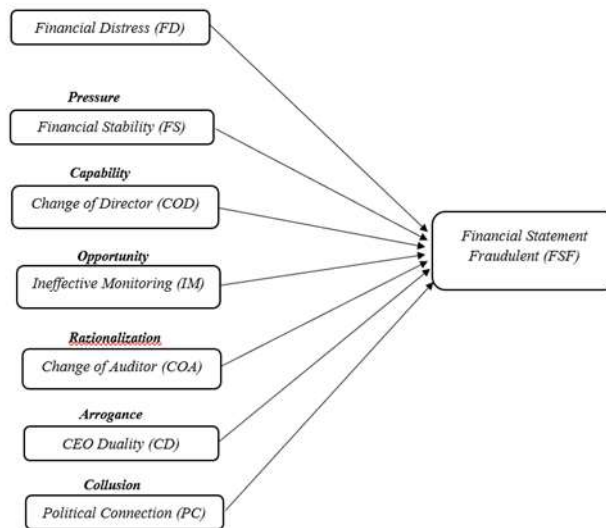 Financial Distress (FD)
Pressure
Financial Stability (FS)
Capability
Change of Director (COD)
Opportunity
Ineffective Monitoring (IM)
Razionalization
Change of Auditor (COA)
Arrogance
CEO Duality (CD)
Collusion
Political Connection (PC)
Financial Statement
Fraudulent (FSF)